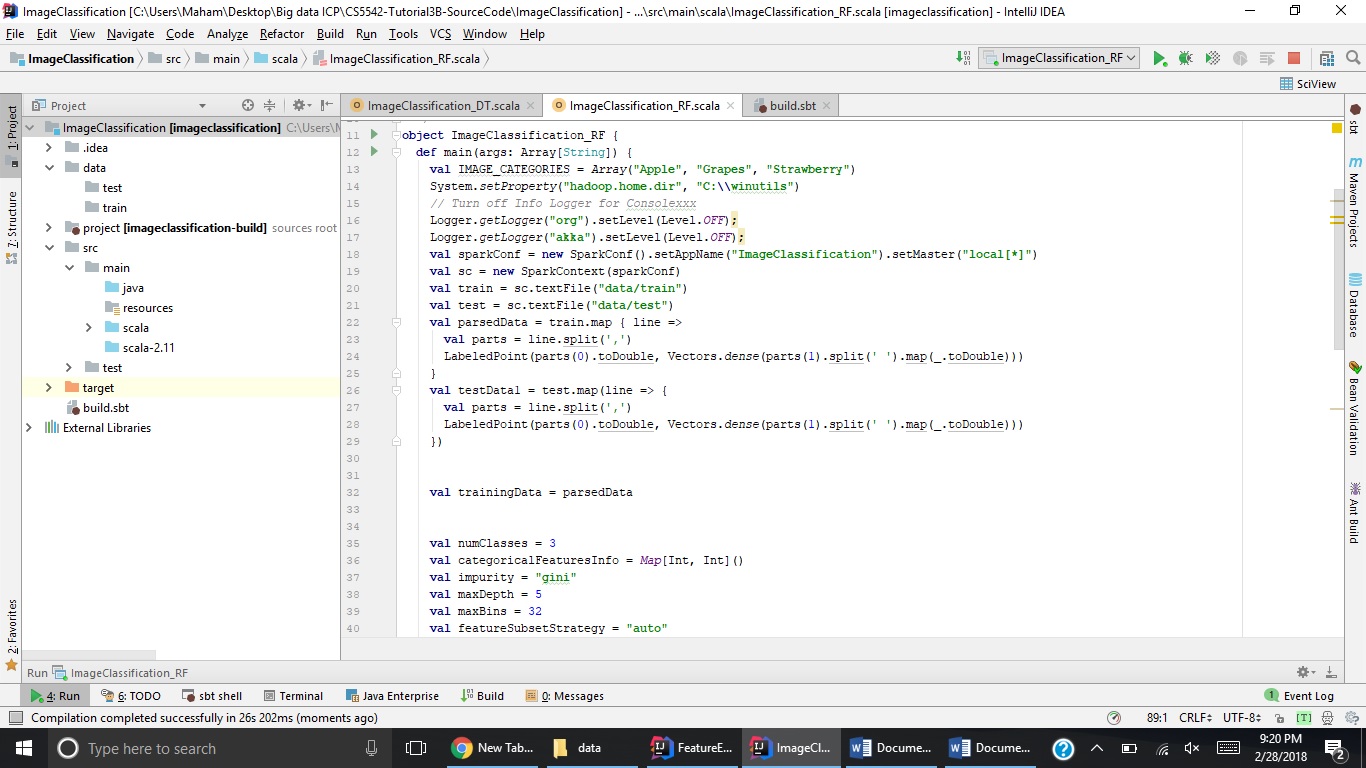 ImageClassification [C:\Users\Maham\Desktop\Big data ICP\CS5542-Tutorial3B-SourceCode\ImageClassification] - ...\src\main\scala\ImageClassification_RF.scala [imageclassification] - IntelliJ IDEA
File Edit View Navigate Code Analyze Refactor Build Run Tools VCS Window Help
ImageClassification src main scala ImageClassification_RF.scala ImageClassification_RF
SciView
Project ImageClassification_DT.scala ImageClassification_RF.scala build.sbt
1: Project
7: Structure
2: Favorites
ImageClassification [imageclassification] C:\Users\M
.idea
data
test
train
project [imageclassification-build] sources root
src
main
java
resources
scala
scala-2.11
test
target
build.sbt
External Libraries
11 object ImageClassification_RF {
12 def main(args: Array[String]) {
13 val IMAGE_CATEGORIES = Array("Apple", "Grapes", "Strawberry")
14 System.setProperty("hadoop.home.dir", "C:\\winutils")
15 // Turn off Info Logger for Consolexxx
16 Logger.getLogger("org").setLevel(Level.OFF);
17 Logger.getLogger("akka").setLevel(Level.OFF);
18 val sparkConf = new SparkConf().setAppName("ImageClassification").setMaster("local[*]")
19 val sc = new SparkContext(sparkConf)
20 val train = sc.textFile("data/train")
21 val test = sc.textFile("data/test")
22 val parsedData = train.map { line =>
23 val parts = line.split(',')
24 LabeledPoint(parts(0).toDouble, Vectors.dense(parts(1).split(' ').map(_.toDouble)))
25 }
26 val testData1 = test.map(line => {
27 val parts = line.split(',')
28 LabeledPoint(parts(0).toDouble, Vectors.dense(parts(1).split(' ').map(_.toDouble)))
29 })
30
31
32 val trainingData = parsedData
33
34
35 val numClasses = 3
36 val categoricalFeaturesInfo = Map[Int, Int]()
37 val impurity = "gini"
38 val maxDepth = 5
39 val maxBins = 32
40 val featureSubsetStrategy = "auto"
sbt
m Maven Projects
Database
Bean Validation
Ant Build
Run ImageClassification_RF
4: Run 6: TODO sbt shell Terminal Java Enterprise Build 0: Messages 1 Event Log
Compilation completed successfully in 26s 202ms (moments ago) 89:1 CRLF UTF-8 [T]
Type here to search New Tab... data FeatureE... ImageCl... Docume... Docume... 9:20 PM
2/28/2018 2